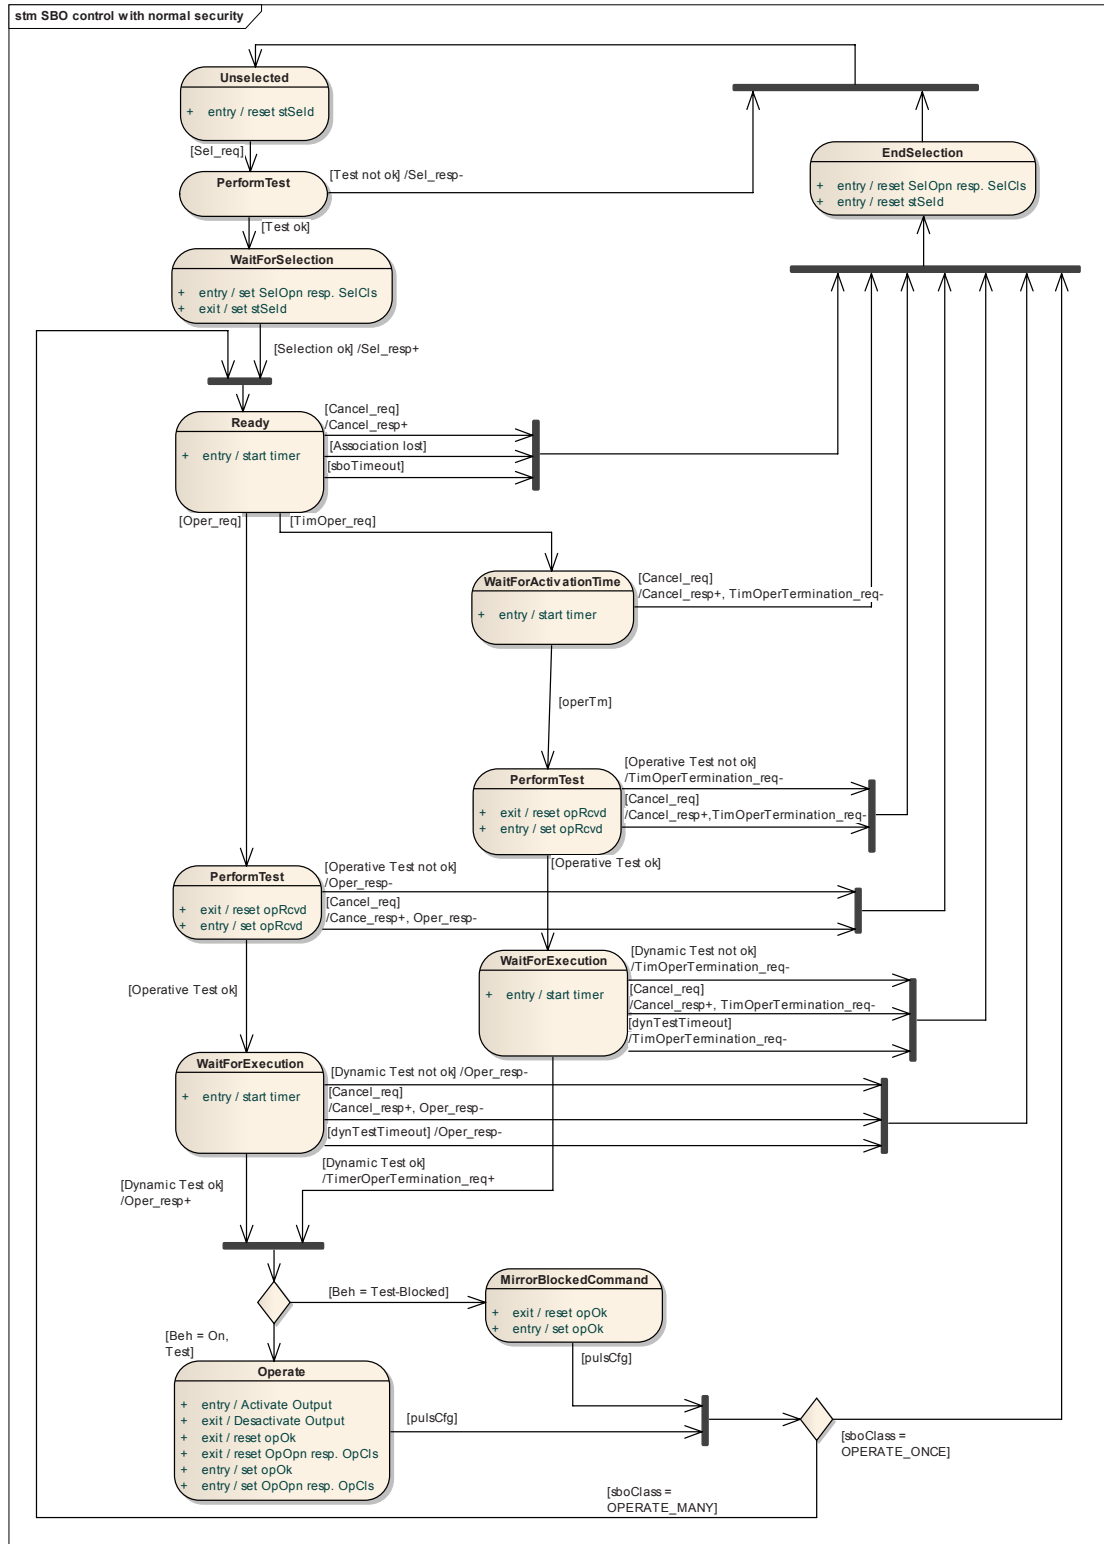 stm SBO control with normal security
Unselected
+ entry / reset stSeld
[Sel_req]
PerformTest
[Test not ok] /Sel_resp-
EndSelection
+ entry / reset SelOpn resp. SelCls
+ entry / reset stSeld
[Test ok]
WaitForSelection
+ entry / set SelOpn resp. SelCls
+ exit / set stSeld
[Selection ok] /Sel_resp+
Ready
+ entry / start timer
[Cancel_req]
/Cancel_resp+
[Association lost]
[sboTimeout]
[Oper_req]
[TimOper_req]
WaitForActivationTime
+ entry / start timer
[Cancel_req]
/Cancel_resp+, TimOperTermination_req-
[operTm]
PerformTest
+ exit / reset opRcvd
+ entry / set opRcvd
[Operative Test not ok]
/TimOperTermination_req-
[Cancel_req]
/Cancel_resp+,TimOperTermination_req-
[Operative Test ok]
PerformTest
+ exit / reset opRcvd
+ entry / set opRcvd
[Operative Test not ok]
/Oper_resp-
[Cancel_req]
/Cance_resp+, Oper_resp-
[Operative Test ok]
WaitForExecution
+ entry / start timer
[Dynamic Test not ok]
/TimOperTermination_req-
[Cancel_req]
/Cancel_resp+, TimOperTermination_req-
[dynTestTimeout]
/TimOperTermination_req-
WaitForExecution
+ entry / start timer
[Dynamic Test not ok] /Oper_resp-
[Cancel_req]
/Cancel_resp+, Oper_resp-
[dynTestTimeout] /Oper_resp-
[Dynamic Test ok]
/Oper_resp+
[Dynamic Test ok]
/TimerOperTermination_req+
[Beh = Test-Blocked]
MirrorBlockedCommand
+ exit / reset opOk
+ entry / set opOk
[Beh = On,
Test]
[pulsCfg]
Operate
+ entry / Activate Output
+ exit / Desactivate Output
+ exit / reset opOk
+ exit / reset OpOpn resp. OpCls
+ entry / set opOk
+ entry / set OpOpn resp. OpCls
[pulsCfg]
[sboClass =
OPERATE_ONCE]
[sboClass =
OPERATE_MANY]